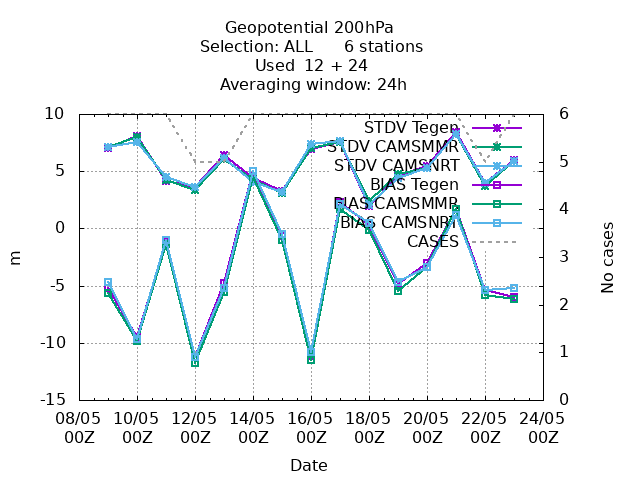 Geopotential 200hPa
Selection: ALL 6 stations
Used 12 + 24
Averaging window: 24h
10
5
0
-5
-10
-15
m
6
5
4
3
2
1
0
No cases
STDV Tegen
STDV CAMSMMR
STDV CAMSNRT
BIAS Tegen
BIAS CAMSMMR
BIAS CAMSNRT
CASES
08/05 10/05 12/05 14/05 16/05 18/05 20/05 22/05 24/05
00Z 00Z 00Z 00Z 00Z 00Z 00Z 00Z 00Z
Date